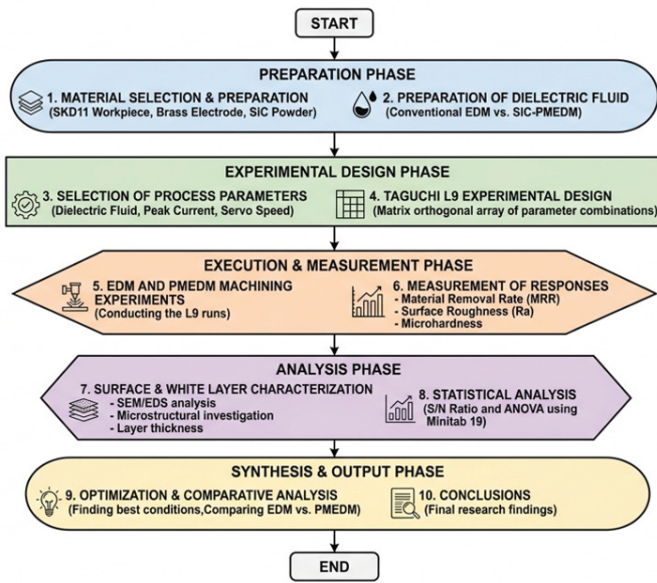 START
PREPARATION PHASE
1. MATERIAL SELECTION & PREPARATION
(SKD11 Workpiece, Brass Electrode, SiC Powder)
2. PREPARATION OF DIELECTRIC FLUID
(Conventional EDM vs. SIC-PMEDM)
EXPERIMENTAL DESIGN PHASE
3. SELECTION OF PROCESS PARAMETERS
(Dielectric Fluid, Peak Current, Servo Speed)
4. TAGUCHI L9 EXPERIMENTAL DESIGN
(Matrix orthogonal array of parameter combinations)
EXECUTION & MEASUREMENT PHASE
5. EDM AND PMEDM MACHINING
EXPERIMENTS
(Conducting the L9 runs)
6. MEASUREMENT OF RESPONSES
- Material Removal Rate (MRR)
- Surface Roughness (Ra)
- Microhardness
ANALYSIS PHASE
7. SURFACE & WHITE LAYER CHARACTERIZATION
- SEM/EDS analysis
- Microstructural investigation
- Layer thickness
8. STATISTICAL ANALYSIS
(S/N Ratio and ANOVA using
Minitab 19)
SYNTHESIS & OUTPUT PHASE
9. OPTIMIZATION & COMPARATIVE ANALYSIS
(Finding best conditions,Comparing EDM vs. PMEDM)
10. CONCLUSIONS
(Final research findings)
END